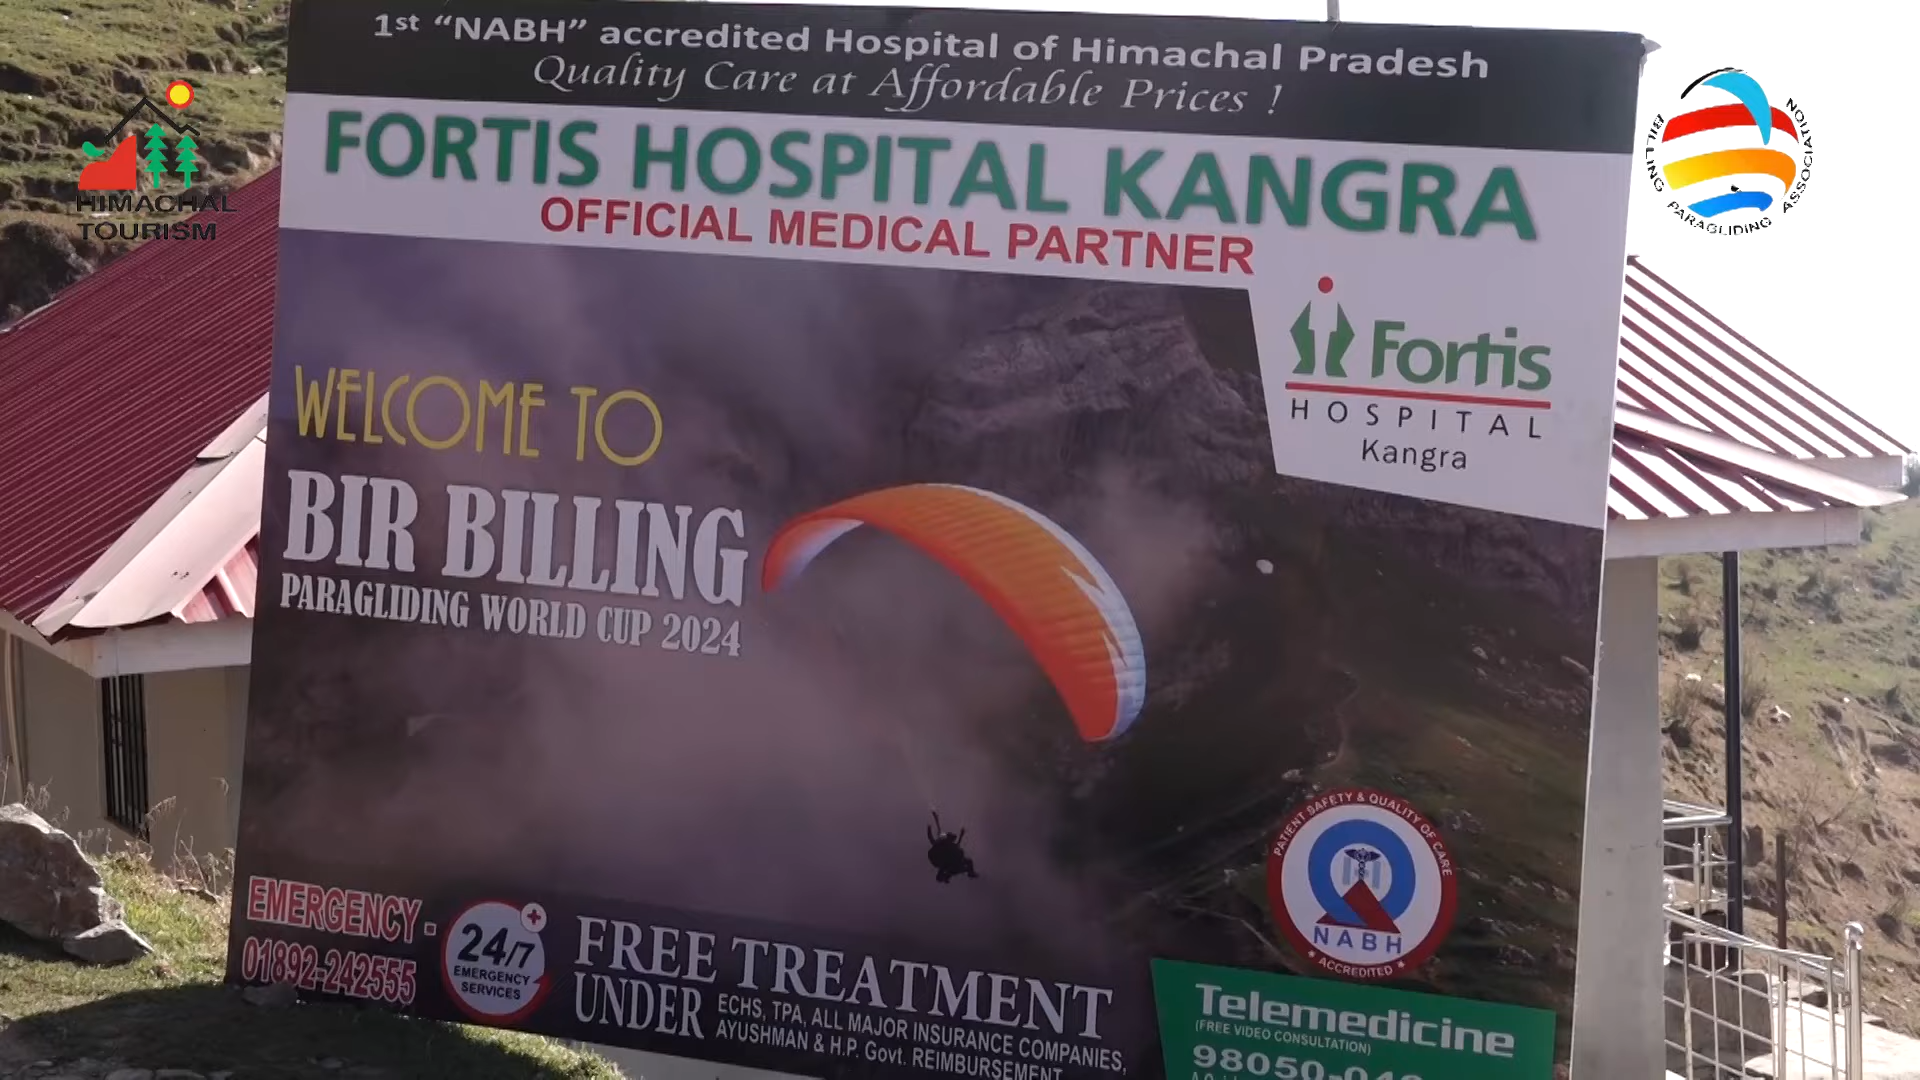 1st “NABH” accredited Hospital of Himachal Pradesh
Quality Care at Affordable Prices !
FORTIS HOSPITAL KANGRA
OFFICIAL MEDICAL PARTNER
HIMACHAL
TOURISM
BILLING PARAGLIDING ASSOCIATION
Fortis
HOSPITAL
Kangra
WELCOME TO
BIR BILLING
PARAGLIDING WORLD CUP 2024
PATIENT SAFETY & QUALITY OF CARE
NABH
* ACCREDITED *
EMERGENCY -
01892-242555
24/7
EMERGENCY
SERVICES
FREE TREATMENT
UNDER
ECHS, TPA, ALL MAJOR INSURANCE COMPANIES,
AYUSHMAN & H.P. Govt. REIMBURSEMENT
Telemedicine
(FREE VIDEO CONSULTATION)